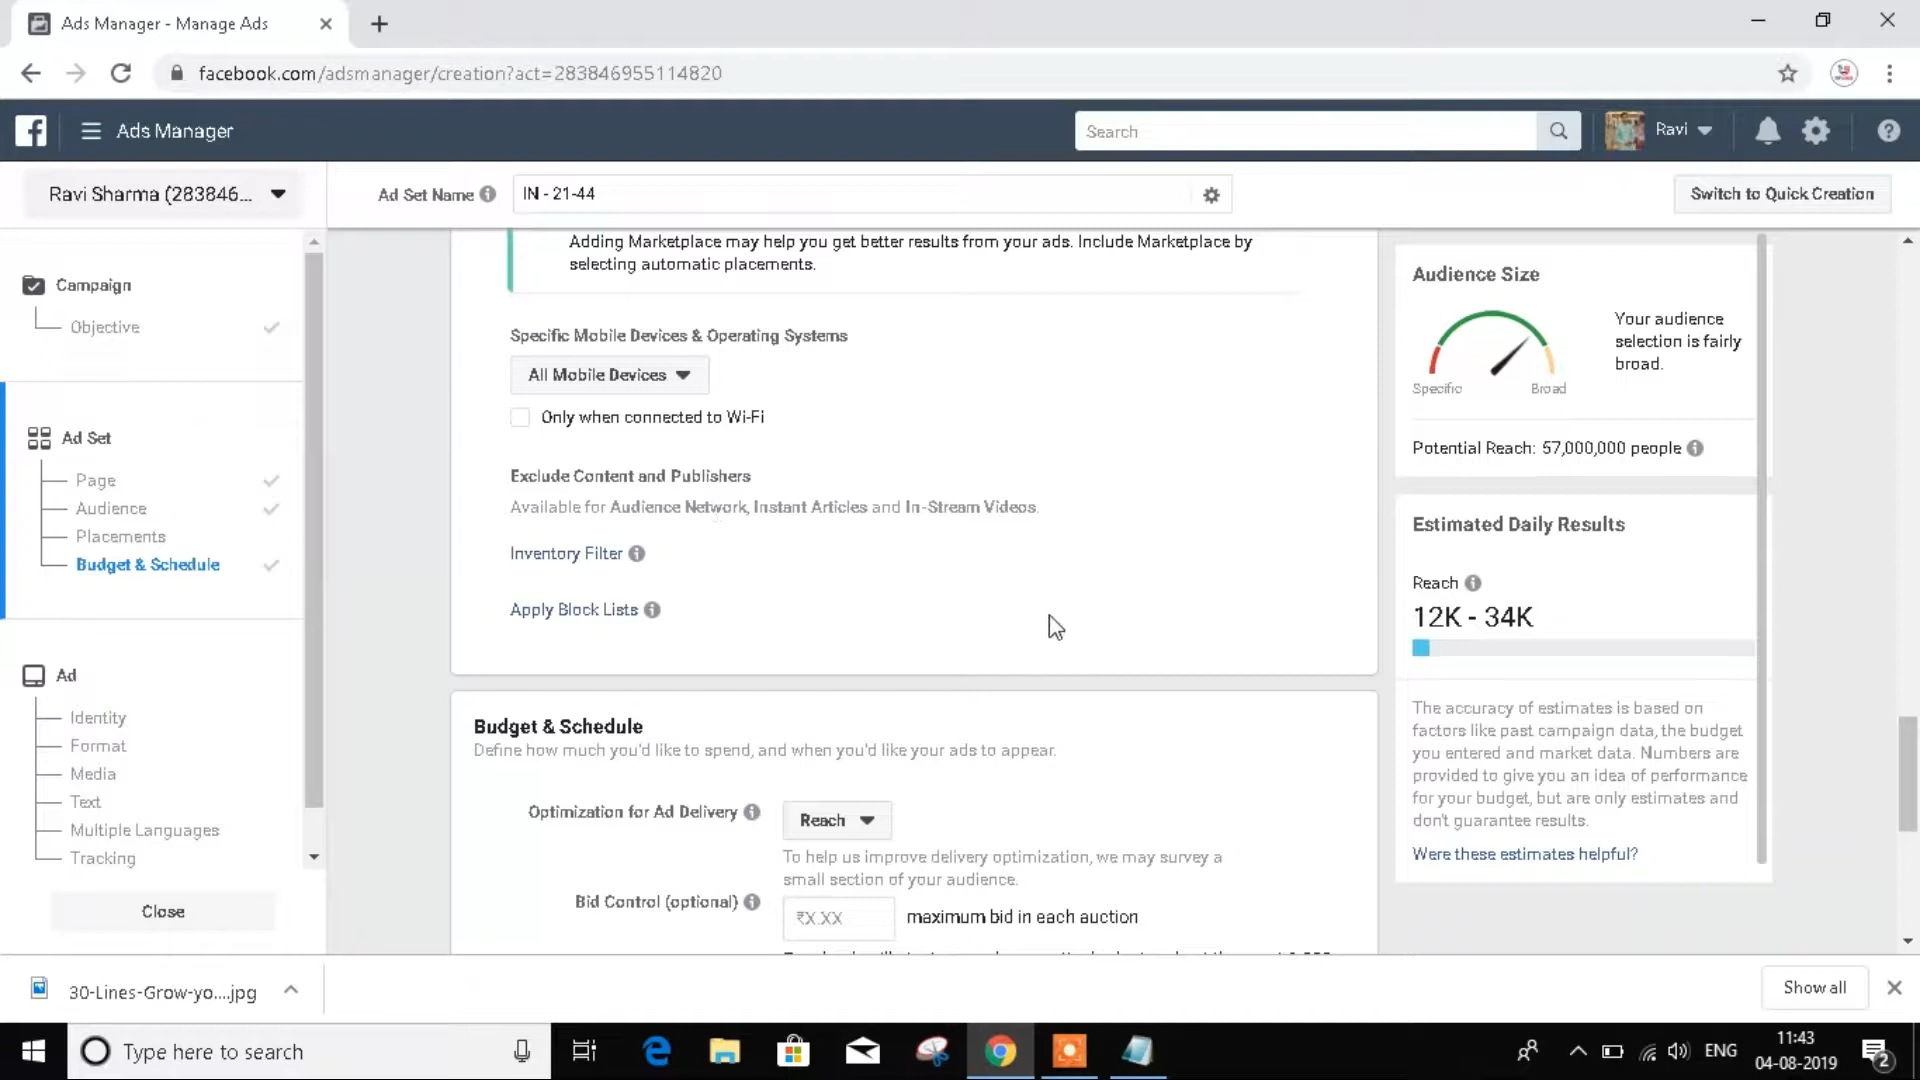 Ads Manager - Manage Ads
facebook.com/adsmanager/creation?act=283846955114820
Ads Manager
Search
Ravi
Ravi Sharma (283846...
Ad Set Name
IN - 21-44
Switch to Quick Creation
Campaign
Objective
Ad Set
Page
Audience
Placements
Budget & Schedule
Ad
Identity
Format
Media
Text
Multiple Languages
Tracking
Close
Adding Marketplace may help you get better results from your ads. Include Marketplace by
selecting automatic placements.
Specific Mobile Devices & Operating Systems
All Mobile Devices
Only when connected to Wi-Fi
Exclude Content and Publishers
Available for Audience Network, Instant Articles and In-Stream Videos.
Inventory Filter
Apply Block Lists
Budget & Schedule
Define how much you'd like to spend, and when you'd like your ads to appear.
Optimization for Ad Delivery
Reach
To help us improve delivery optimization, we may survey a
small section of your audience.
Bid Control (optional)
₹X.XX
maximum bid in each auction
Audience Size
Your audience
selection is fairly
broad.
Specific
Broad
Potential Reach: 57,000,000 people
Estimated Daily Results
Reach
12K - 34K
The accuracy of estimates is based on
factors like past campaign data, the budget
you entered and market data. Numbers are
provided to give you an idea of performance
for your budget, but are only estimates and
don't guarantee results.
Were these estimates helpful?
30-Lines-Grow-yo....jpg
Show all
Type here to search
ENG
11:43
04-08-2019
2